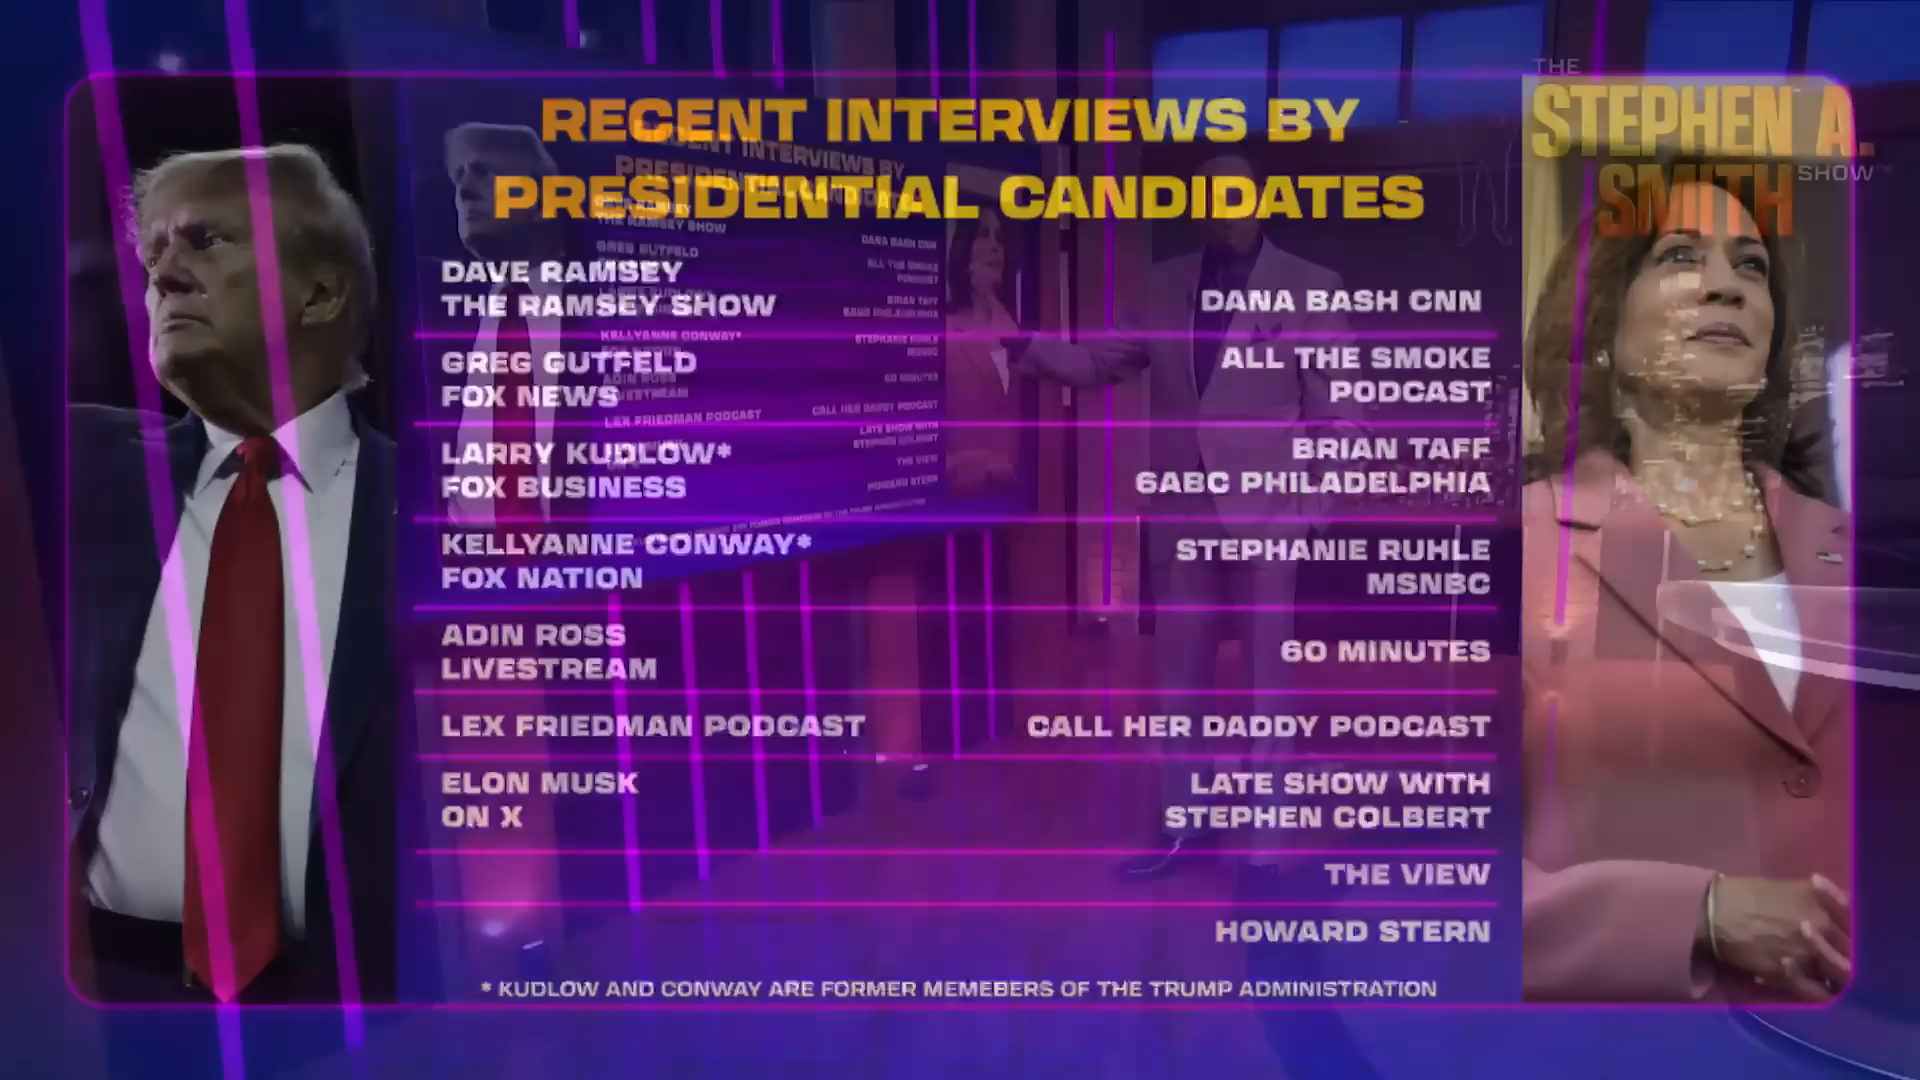 THE
STEPHEN A.
SMITH
SHOW
RECENT INTERVIEWS BY
PRESIDENTIAL CANDIDATES
DAVE RAMSEY
THE RAMSEY SHOW
GREG GUTFELD
FOX NEWS
LARRY KUDLOW*
FOX BUSINESS
KELLYANNE CONWAY*
FOX NATION
ADIN ROSS
LIVESTREAM
LEX FRIEDMAN PODCAST
ELON MUSK
ON X
DANA BASH CNN
ALL THE SMOKE
PODCAST
BRIAN TAFF
6ABC PHILADELPHIA
STEPHANIE RUHLE
MSNBC
60 MINUTES
CALL HER DADDY PODCAST
LATE SHOW WITH
STEPHEN COLBERT
THE VIEW
HOWARD STERN
* KUDLOW AND CONWAY ARE FORMER MEMEBERS OF THE TRUMP ADMINISTRATION